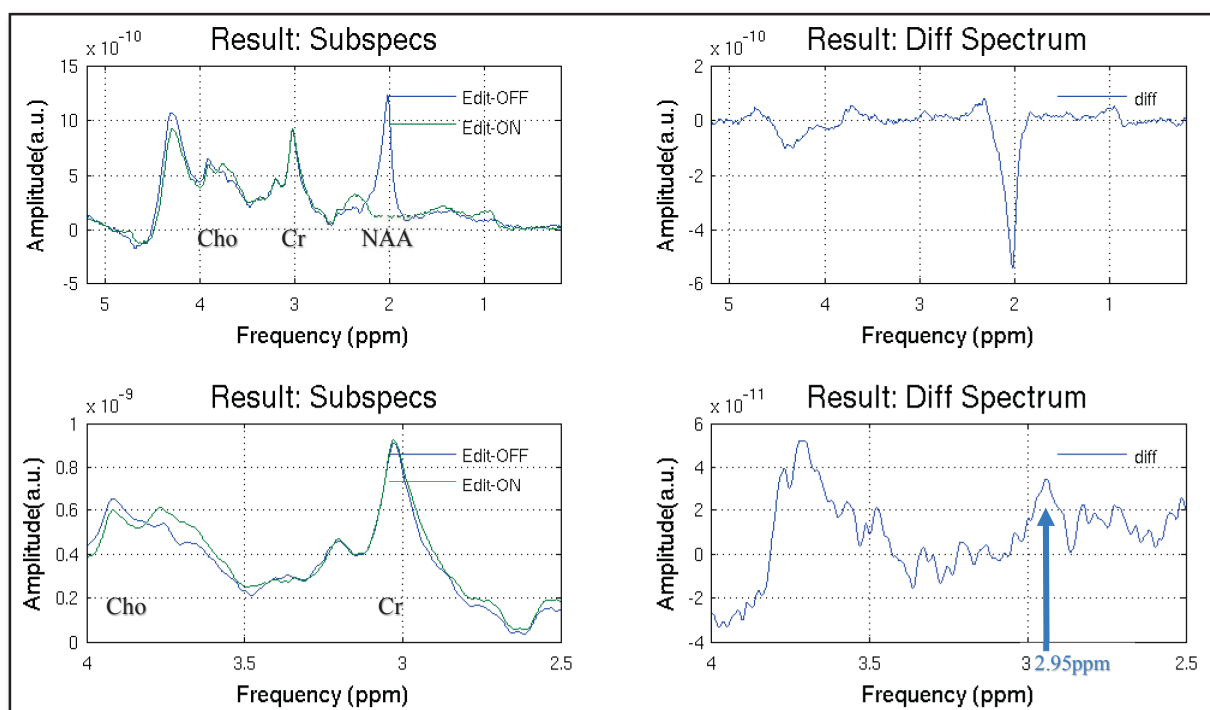 Result: Subspecs
x 10-10
15
10
5
0
-5
Amplitude(a.u.)
Edit-OFF
Edit-ON
Cho
Cr
NAA
5
4
3
2
1
Frequency (ppm)
Result: Diff Spectrum
x 10-10
2
0
-2
-4
-6
Amplitude(a.u.)
diff
5
4
3
2
1
Frequency (ppm)
Result: Subspecs
x 10-9
1
0.8
0.6
0.4
0.2
0
Amplitude(a.u.)
Edit-OFF
Edit-ON
Cho
Cr
4
3.5
3
2.5
Frequency (ppm)
Result: Diff Spectrum
x 10-11
6
4
2
0
-2
-4
Amplitude(a.u.)
diff
4
3.5
3
2.95ppm
2.5
Frequency (ppm)